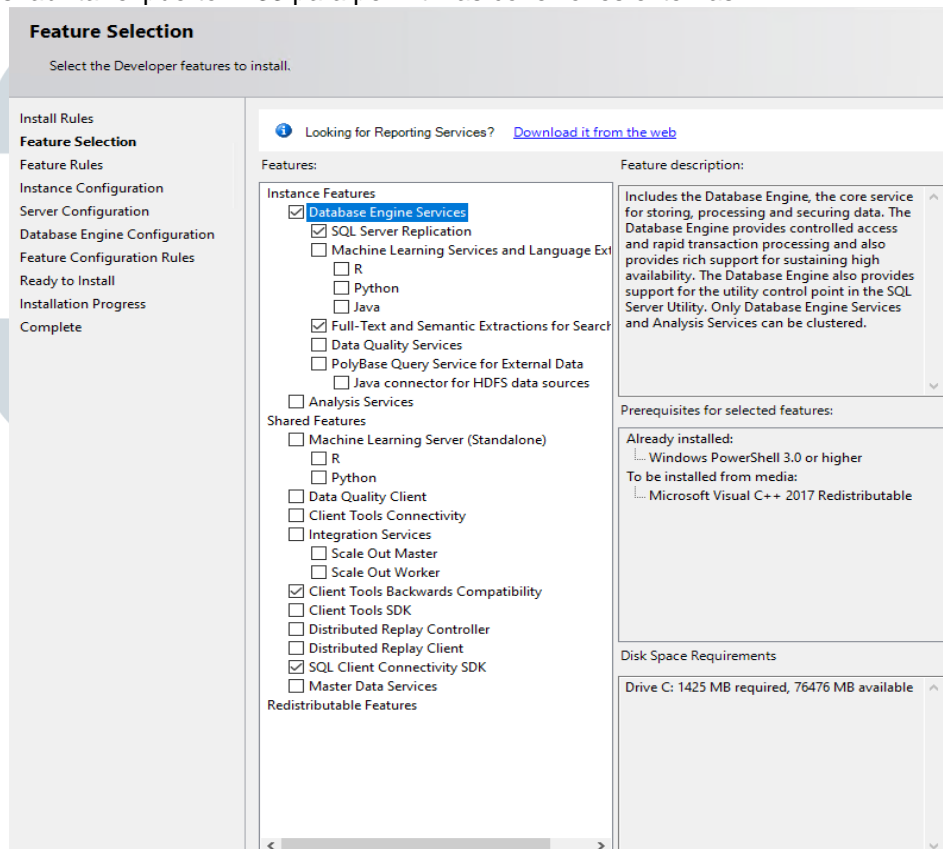 Feature Selection
Select the Developer features to install.
Install Rules
Feature Selection
Feature Rules
Instance Configuration
Server Configuration
Database Engine Configuration
Feature Configuration Rules
Ready to Install
Installation Progress
Complete
Looking for Reporting Services? Download it from the web
Features:
Instance Features
Database Engine Services
SQL Server Replication
Machine Learning Services and Language Ext
R
Python
Java
Full-Text and Semantic Extractions for Search
Data Quality Services
PolyBase Query Service for External Data
Java connector for HDFS data sources
Analysis Services
Shared Features
Machine Learning Server (Standalone)
R
Python
Data Quality Client
Client Tools Connectivity
Integration Services
Scale Out Master
Scale Out Worker
Client Tools Backwards Compatibility
Client Tools SDK
Distributed Replay Controller
Distributed Replay Client
SQL Client Connectivity SDK
Master Data Services
Redistributable Features
Feature description:
Includes the Database Engine, the core service
for storing, processing and securing data. The
Database Engine provides controlled access
and rapid transaction processing and also
provides rich support for sustaining high
availability. The Database Engine also provides
support for the utility control point in the SQL
Server Utility. Only Database Engine Services
and Analysis Services can be clustered.
Prerequisites for selected features:
Already installed:
Windows PowerShell 3.0 or higher
To be installed from media:
Microsoft Visual C++ 2017 Redistributable
Disk Space Requirements
Drive C: 1425 MB required, 76476 MB available